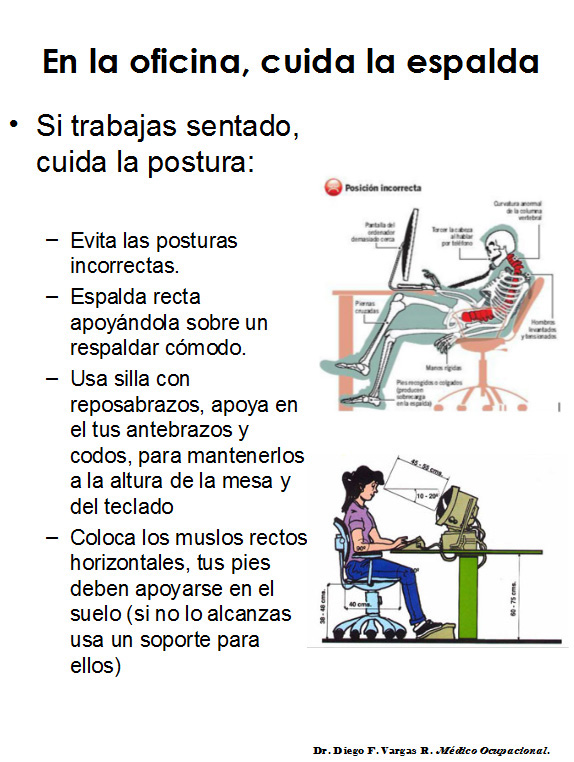 En la oficina, cuida la espalda
• Si trabajas sentado,
cuida la postura:
– Evita las posturas
incorrectas.
– Espalda recta
apoyándola sobre un
respaldar cómodo.
– Usa silla con
reposabrazos, apoya en
el tus antebrazos y
codos, para mantenerlos
a la altura de la mesa y
del teclado
– Coloca los muslos rectos
horizontales, tus pies
deben apoyarse en el
suelo (si no lo alcanzas
usa un soporte para
ellos)
Posición incorrecta
Curvatura anormal
de la columna
vertebral
Pantalla del
ordenador
demasiado cerca
Torcer la cabeza
al hablar
por teléfono
Piernas
cruzadas
Hombros
levantados
y tensionados
Manos rígidas
Pies recogidos o colgados
(producen
sobrecarga
en la espalda)
45 - 55 cms.
10 - 20º
90º
90º
40 cms.
38 - 48 cms.
60 - 75 cms.
Dr. Diego F. Vargas R. Médico Ocupacional.